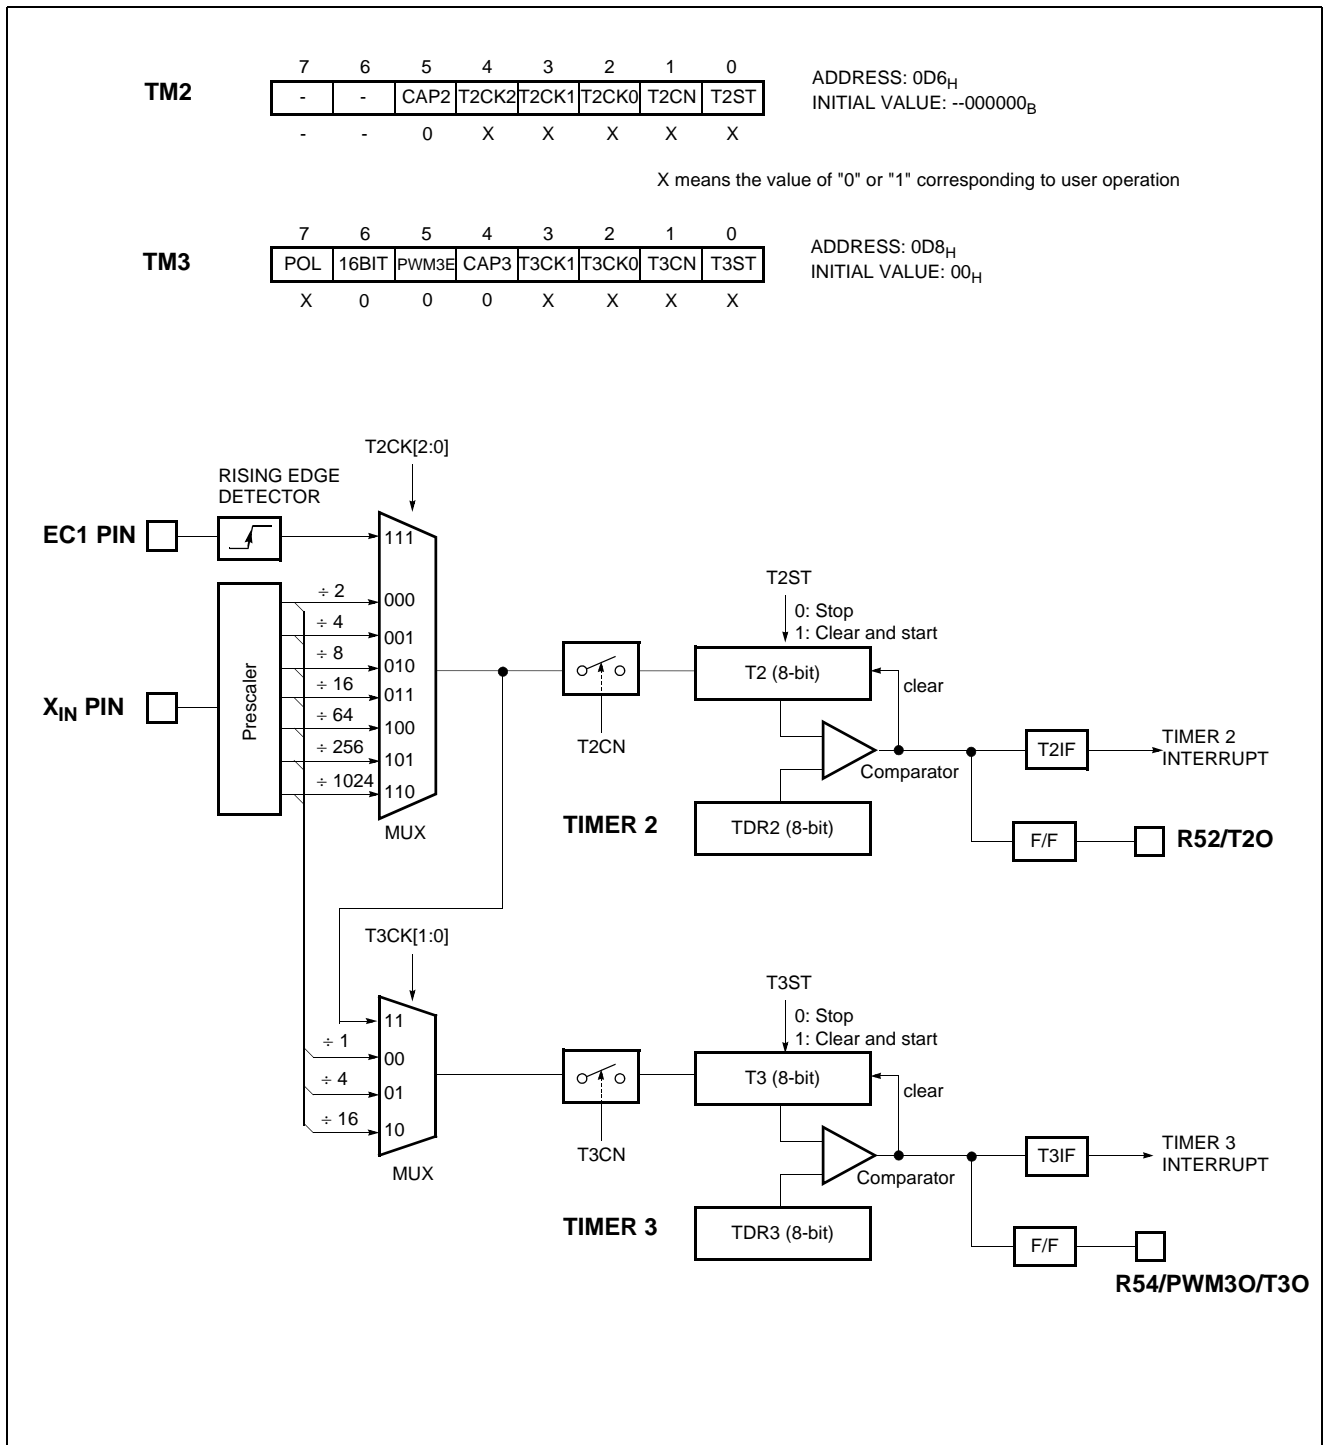 7 6 5 4 3 2 1 0
TM2 - - CAP2 T2CK2 T2CK1 T2CK0 T2CN T2ST
- - 0 X X X X X
ADDRESS: 0D6H
INITIAL VALUE: --000000B
X means the value of "0" or "1" corresponding to user operation
7 6 5 4 3 2 1 0
TM3 POL 16BIT PWM3E CAP3 T3CK1 T3CK0 T3CN T3ST
X 0 0 0 X X X X
ADDRESS: 0D8H
INITIAL VALUE: 00H
T2CK[2:0]
RISING EDGE
DETECTOR
EC1 PIN
111
÷ 2
000
÷ 4
001
÷ 8
010
÷ 16
011
÷ 64
100
÷ 256
101
÷ 1024
110
XIN PIN
Prescaler
MUX
T2CN
T2ST
0: Stop
1: Clear and start
T2 (8-bit)
clear
Comparator
TIMER 2
TDR2 (8-bit)
T2IF
TIMER 2
INTERRUPT
F/F
R52/T2O
T3CK[1:0]
11
÷ 1
00
÷ 4
01
÷ 16
10
MUX
T3CN
T3ST
0: Stop
1: Clear and start
T3 (8-bit)
clear
Comparator
TIMER 3
TDR3 (8-bit)
T3IF
TIMER 3
INTERRUPT
F/F
R54/PWM3O/T3O